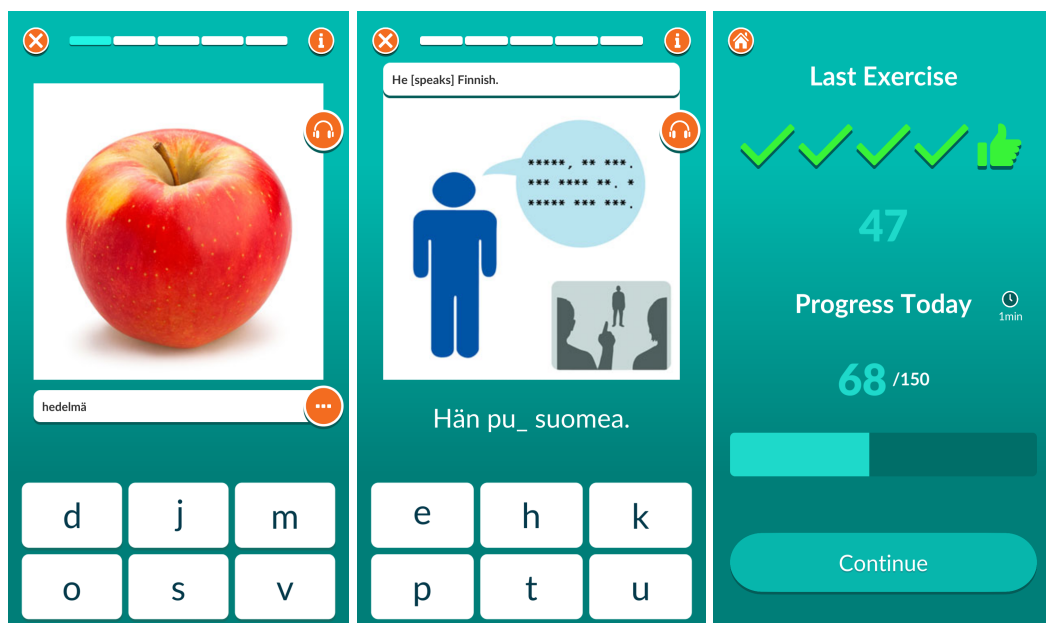 hedelmä
d j m
o s v
He [speaks] Finnish.
*****, ** ***.
*** **** **. *
***** *** ***.
Hän pu_ suomea.
e h k
p t u
Last Exercise
47
Progress Today
1min
68 /150
Continue